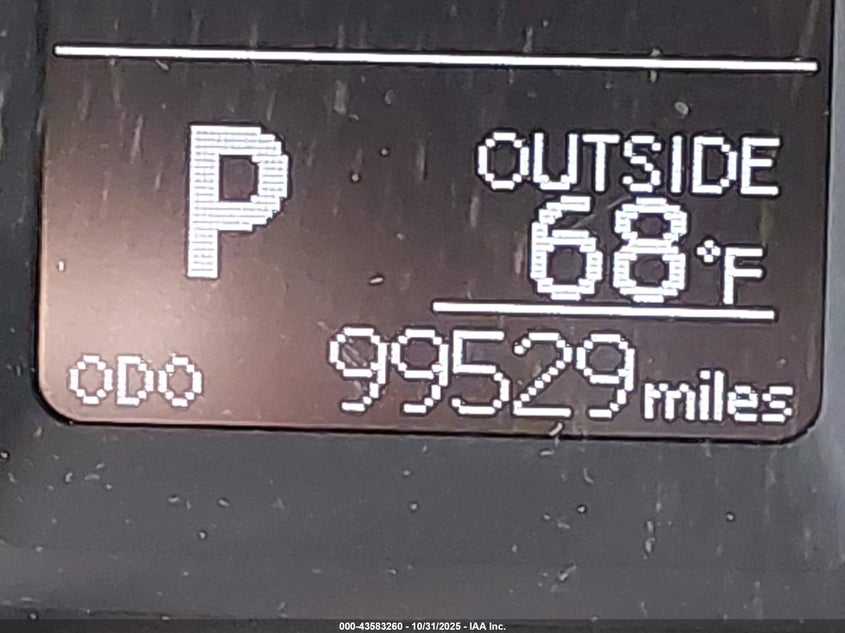 P
OUTSIDE
68°F
ODO 99529 miles
000-43583260 - 10/31/2025 - IAA Inc.